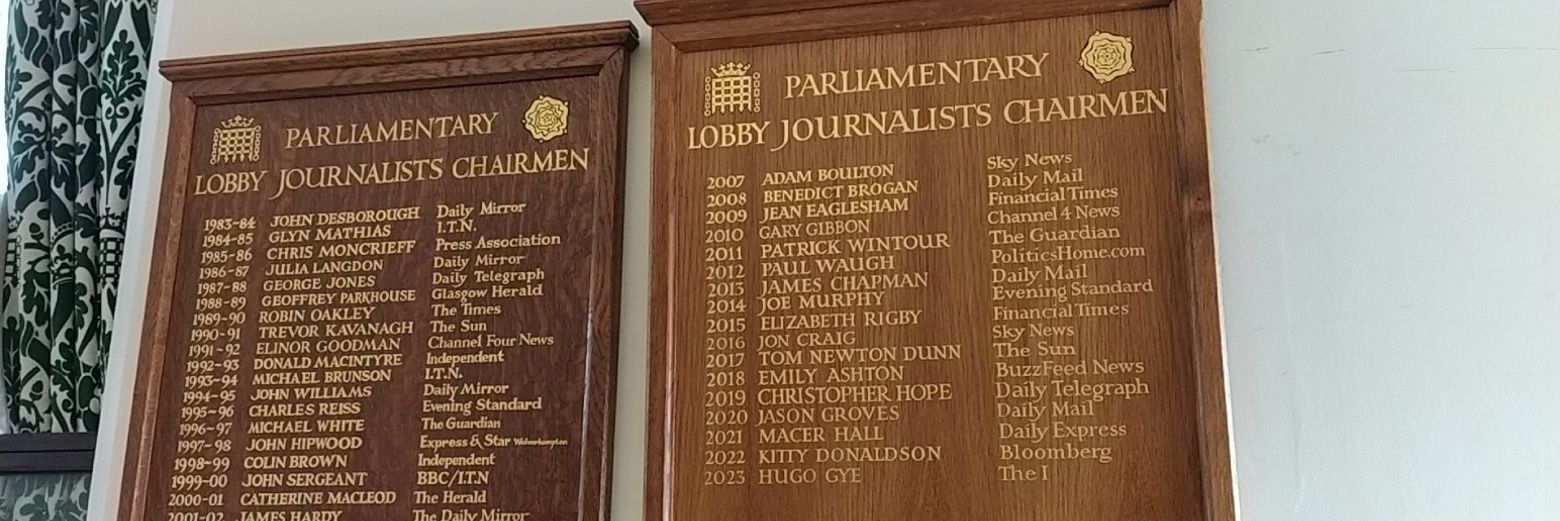 PARLIAMENTARY
LOBBY JOURNALISTS CHAIRMEN
1983-84 JOHN DESBOROUGH Daily Mirror
1984-85 GLYN MATHIAS I.T.N.
1985-86 CHRIS MONCRIEFF Press Association
1986-87 JULIA LANGDON Daily Mirror
1987-88 GEORGE JONES Daily Telegraph
1988-89 GEOFFREY PARKHOUSE Glasgow Herald
1989-90 ROBIN OAKLEY The Times
1990-91 TREVOR KAVANAGH The Sun
1991-92 ELINOR GOODMAN Channel Four News
1992-93 DONALD MACINTYRE Independent
1993-94 MICHAEL BRUNSON I.T.N.
1994-95 JOHN WILLIAMS Daily Mirror
1995-96 CHARLES REISS Evening Standard
1996-97 MICHAEL WHITE The Guardian
1997-98 JOHN HIPWOOD Express & Star Wolverhampton
1998-99 COLIN BROWN Independent
1999-00 JOHN SERGEANT BBC/I.T.N
2000-01 CATHERINE MACLEOD The Herald
2001-02 JAMES HARDY The Daily Mirror
PARLIAMENTARY
LOBBY JOURNALISTS CHAIRMEN
2007 ADAM BOULTON Sky News
2008 BENEDICT BROGAN Daily Mail
2009 JEAN EAGLESHAM Financial Times
2010 GARY GIBBON Channel 4 News
2011 PATRICK WINTOUR The Guardian
2012 PAUL WAUGH PoliticsHome.com
2013 JAMES CHAPMAN Daily Mail
2014 JOE MURPHY Evening Standard
2015 ELIZABETH RIGBY Financial Times
2016 JON CRAIG Sky News
2017 TOM NEWTON DUNN The Sun
2018 EMILY ASHTON BuzzFeed News
2019 CHRISTOPHER HOPE Daily Telegraph
2020 JASON GROVES Daily Mail
2021 MACER HALL Daily Express
2022 KITTY DONALDSON Bloomberg
2023 HUGO GYE The I